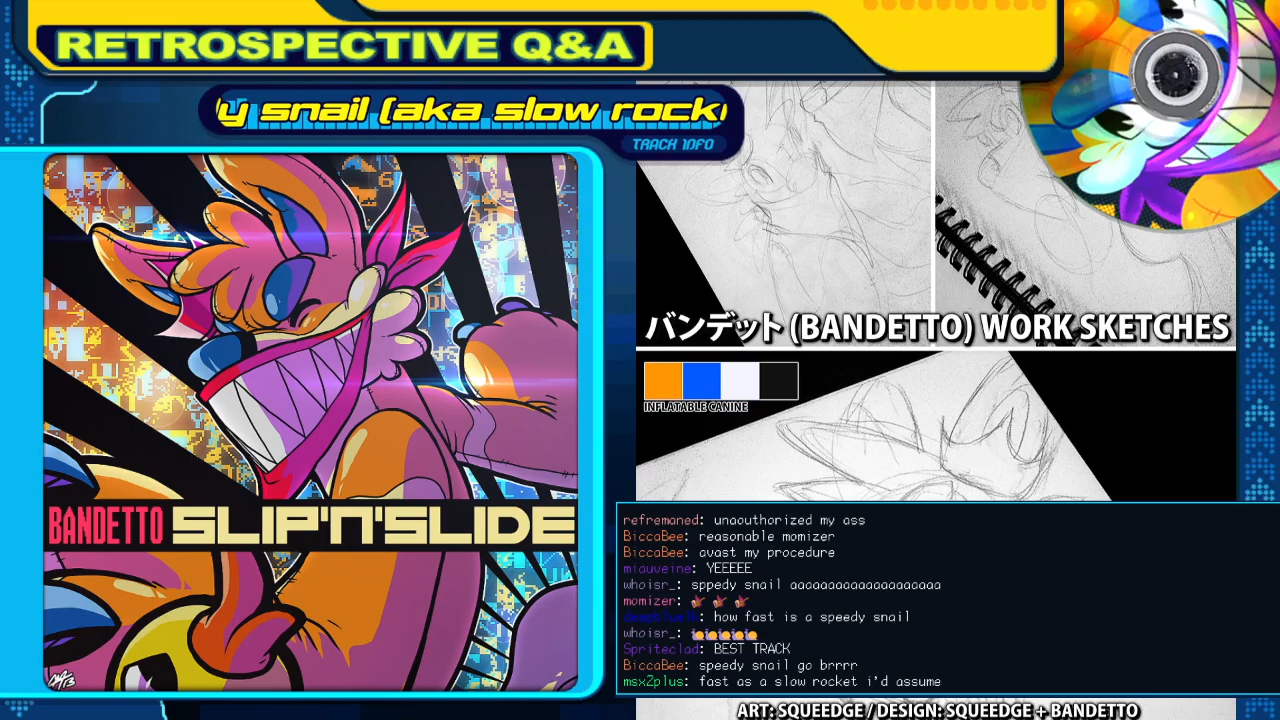 RETROSPECTIVE Q&A
y snail (aka slow rock
TRACK INFO
バンデット (BANDETTO) WORK SKETCHES
INFLATABLE CANINE
BANDETTO SLIP'N'SLIDE
refremaned: unaouthorized my ass
BiccaBee: reasonable momizer
BiccaBee: avast my procedure
miauveine: YEEEEE
whoisr_: sppedy snail aaaaaaaaaaaaaaaaaaaa
momizer:
: how fast is a speedy snail
whoisr_:
Spriteclad: BEST TRACK
BiccaBee: speedy snail go brrrr
msx2plus: fast as a slow rocket i'd assume
ART: SQUEEDGE / DESIGN: SQUEEDGE + BANDETTO